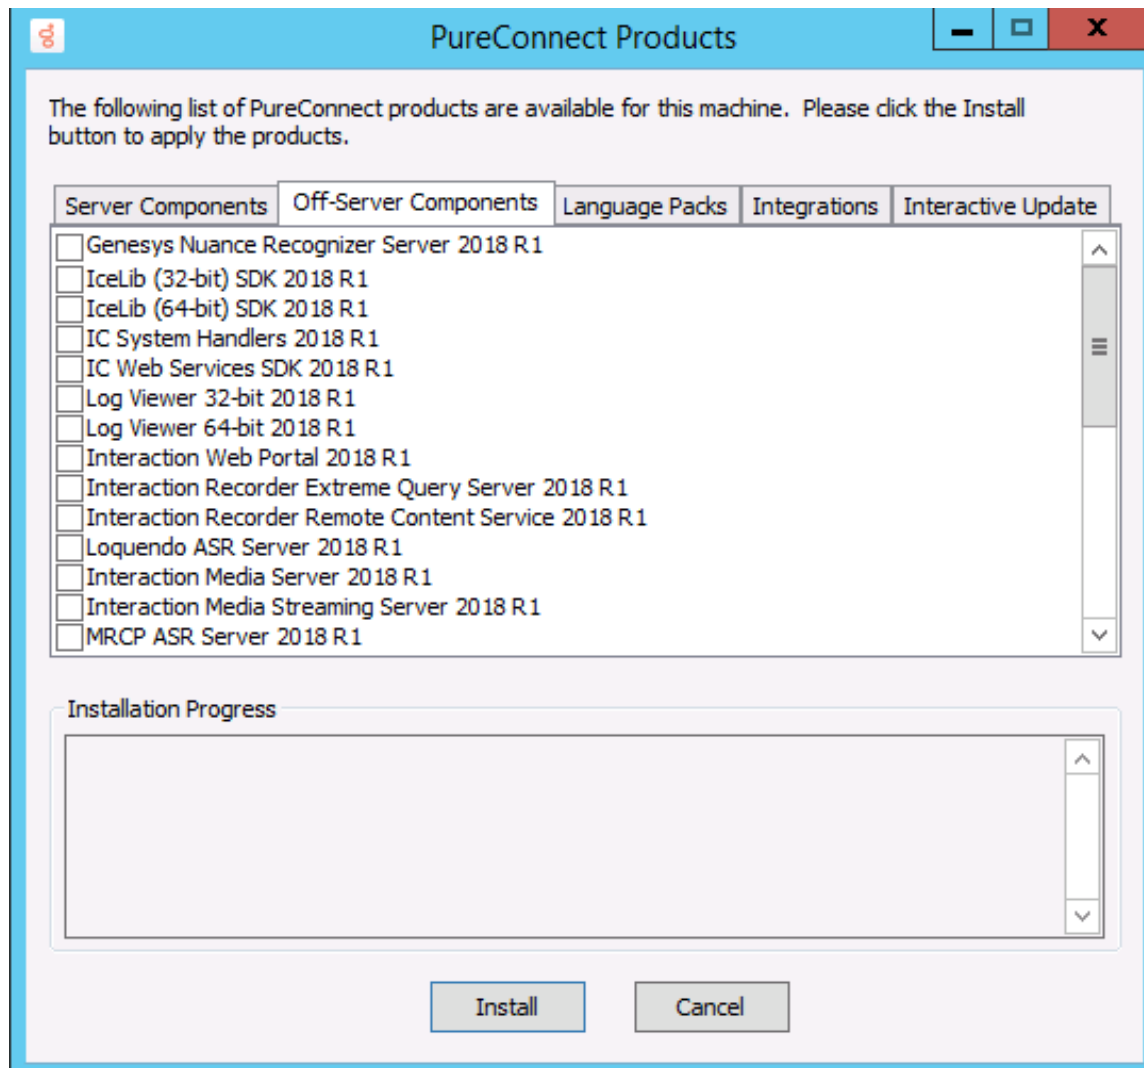 PureConnect Products
The following list of PureConnect products are available for this machine.  Please click the Install
button to apply the products.
Server Components
Off-Server Components
Language Packs
Integrations
Interactive Update
Genesys Nuance Recognizer Server 2018 R1
IceLib (32-bit) SDK 2018 R1
IceLib (64-bit) SDK 2018 R1
IC System Handlers 2018 R1
IC Web Services SDK 2018 R1
Log Viewer 32-bit 2018 R1
Log Viewer 64-bit 2018 R1
Interaction Web Portal 2018 R1
Interaction Recorder Extreme Query Server 2018 R1
Interaction Recorder Remote Content Service 2018 R1
Loquendo ASR Server 2018 R1
Interaction Media Server 2018 R1
Interaction Media Streaming Server 2018 R1
MRCP ASR Server 2018 R1
Installation Progress
Install
Cancel